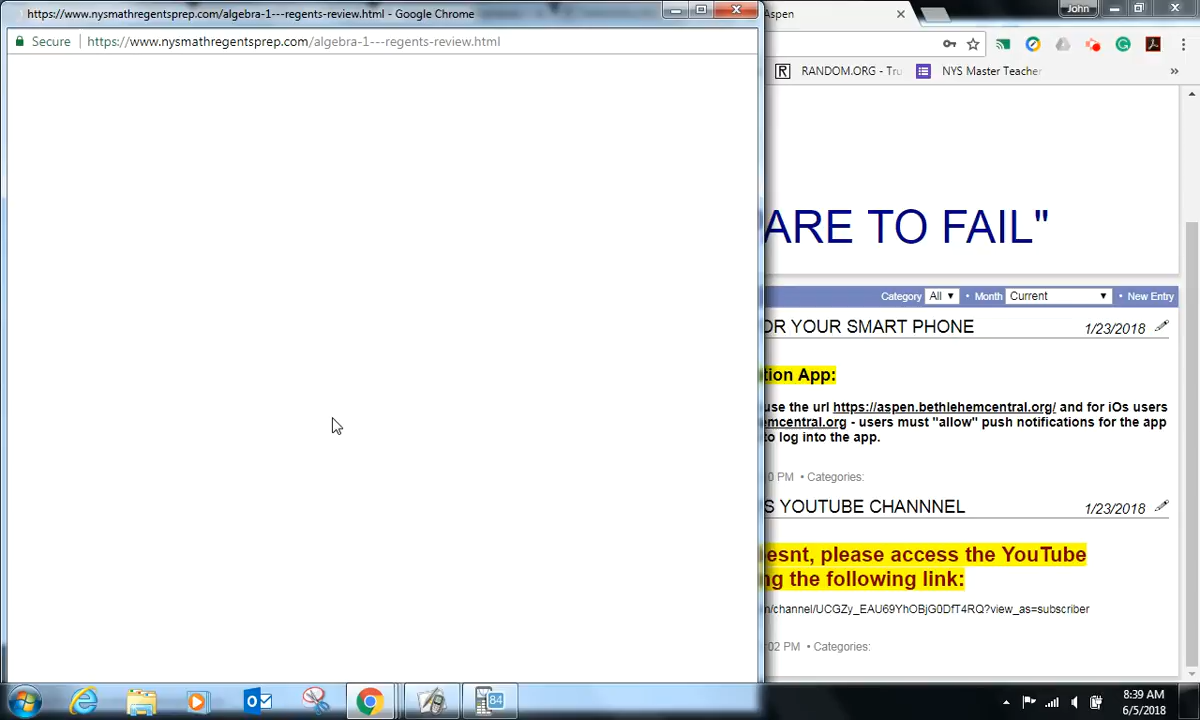 https://www.nysmathregentsprep.com/algebra-1---regents-review.html - Google Chrome
Aspen
John
Secure
https://www.nysmathregentsprep.com/algebra-1---regents-review.html
RANDOM.ORG - Tru
NYS Master Teacher
»
ARE TO FAIL"
Category All • Month Current • New Entry
OR YOUR SMART PHONE
1/23/2018
tion App:
use the url https://aspen.bethlehemcentral.org/ and for iOs users
emcentral.org - users must "allow" push notifications for the app
to log into the app.
0 PM • Categories:
S YOUTUBE CHANNNEL
1/23/2018
esnt, please access the YouTube
ng the following link:
m/channel/UCGZy_EAU69YhOBjG0DfT4RQ?view_as=subscriber
:02 PM • Categories:
84
8:39 AM
6/5/2018